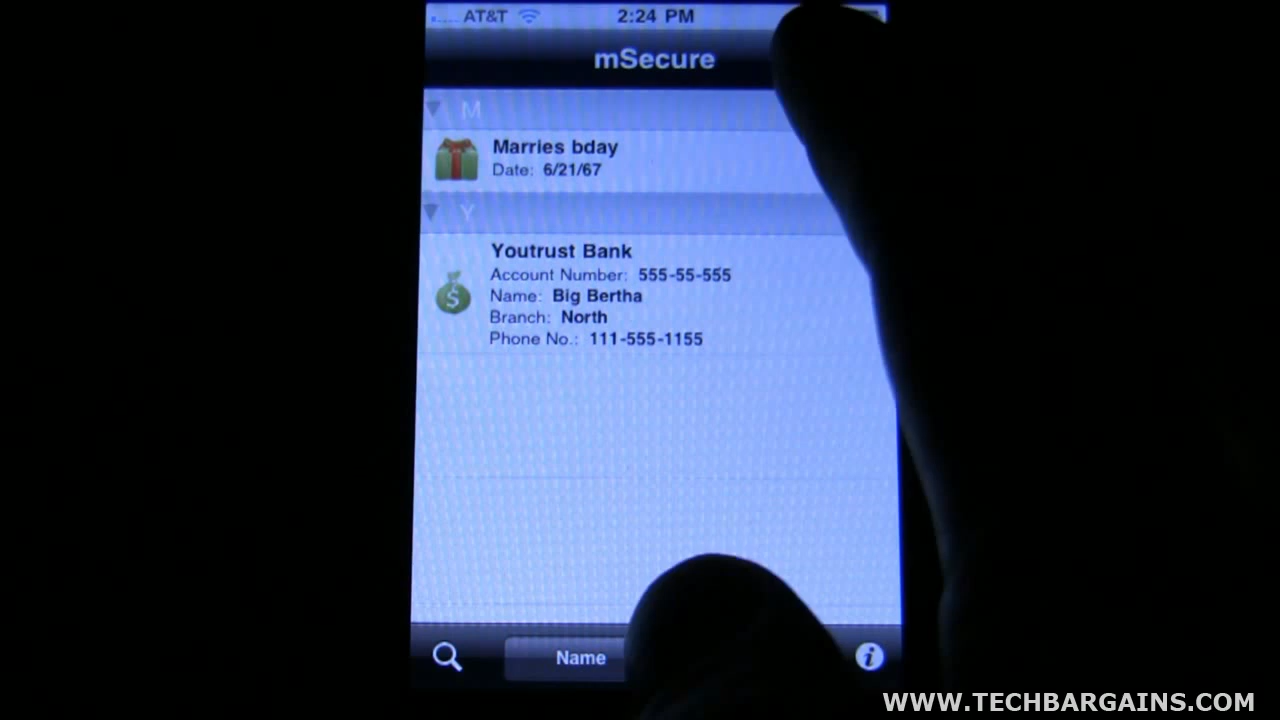 AT&T 2:24 PM
mSecure
M
Marries bday
Date: 6/21/67
Y
Youtrust Bank
Account Number: 555-55-555
Name: Big Bertha
Branch: North
Phone No.: 111-555-1155
Name
WWW.TECHBARGAINS.COM